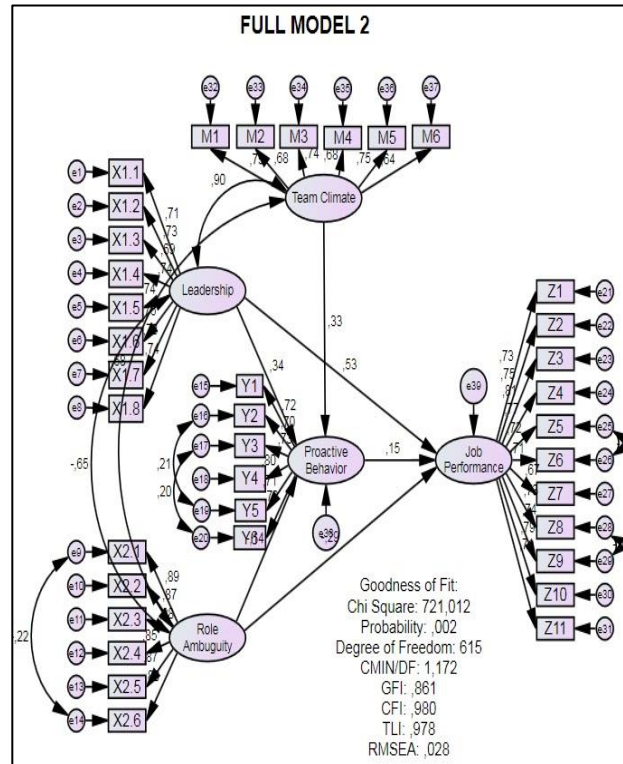 FULL MODEL 2
e32 e33 e34 e35 e36 e37
M1 M2 M3 M4 M5 M6
,68 ,74 ,68 ,75 ,64
Team Climate
,90
e1 X1.1
e2 X1.2
e3 X1.3
e4 X1.4
e5 X1.5
e6 X1.6
e7 X1.7
e8 X1.8
,71
,73
,69
,74
,74
Leadership
,33
,34
,53
-,65
e15 Y1
e16 Y2
e17 Y3
e18 Y4
e19 Y5
e20
,72
,70
,80
,71
,21
,20
Proactive
Behavior
,15
e39
Job
Performance
Z1 e21
Z2 e22
Z3 e23
Z4 e24
Z5 e25
Z6 e26
Z7 e27
Z8 e28
Z9 e29
Z10 e30
Z11 e31
,73
,75
,81
,72
,71
,67
,74
e9 X2.1
e10 X2.2
e11 X2.3
e12 X2.4
e13 X2.5
e14 X2.6
,22
,89
,87
,85
,87
Role
Ambuguity
Goodness of Fit:
Chi Square: 721,012
Probability: ,002
Degree of Freedom: 615
CMIN/DF: 1,172
GFI: ,861
CFI: ,980
TLI: ,978
RMSEA: ,028